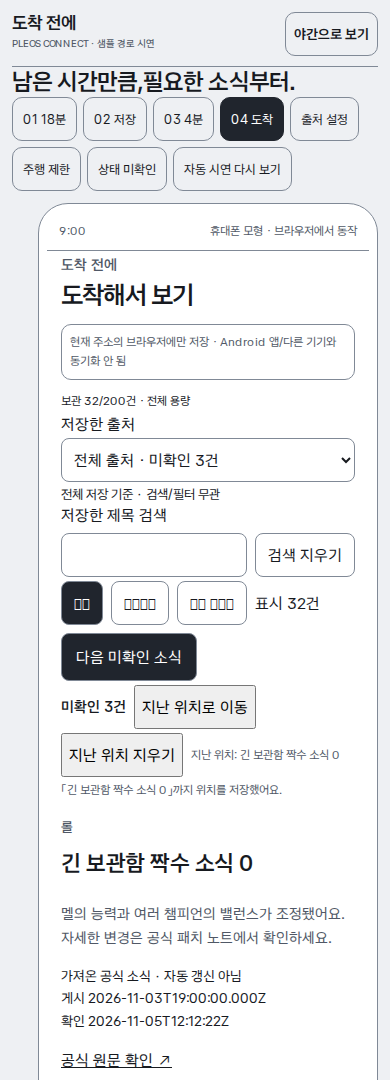 도착 전에
PLEOS CONNECT · 샘플 경로 시연
야간으로 보기
남은 시간만큼,필요한 소식부터.
01 18분
02 저장
03 4분
04 도착
출처 설정
주행 제한
상태 미확인
자동 시연 다시 보기
9:00
휴대폰 모형 · 브라우저에서 동작
도착 전에
도착해서 보기
현재 주소의 브라우저에만 저장 · Android 앱/다른 기기와
동기화 안 됨
보관 32/200건 · 전체 용량
저장한 출처
전체 출처 · 미확인 3건
전체 저장 기준 · 검색/필터 무관
저장한 제목 검색
검색 지우기
표시 32건
다음 미확인 소식
미확인 3건
지난 위치로 이동
지난 위치 지우기
지난 위치: 긴 보관함 짝수 소식 0
「긴 보관함 짝수 소식 0」까지 위치를 저장했어요.
롤
긴 보관함 짝수 소식 0
멜의 능력과 여러 챔피언의 밸런스가 조정됐어요.
자세한 변경은 공식 패치 노트에서 확인하세요.
가져온 공식 소식 · 자동 갱신 아님
게시 2026-11-03T19:00:00.000Z
확인 2026-11-05T12:12:22Z
공식 원문 확인 ↗